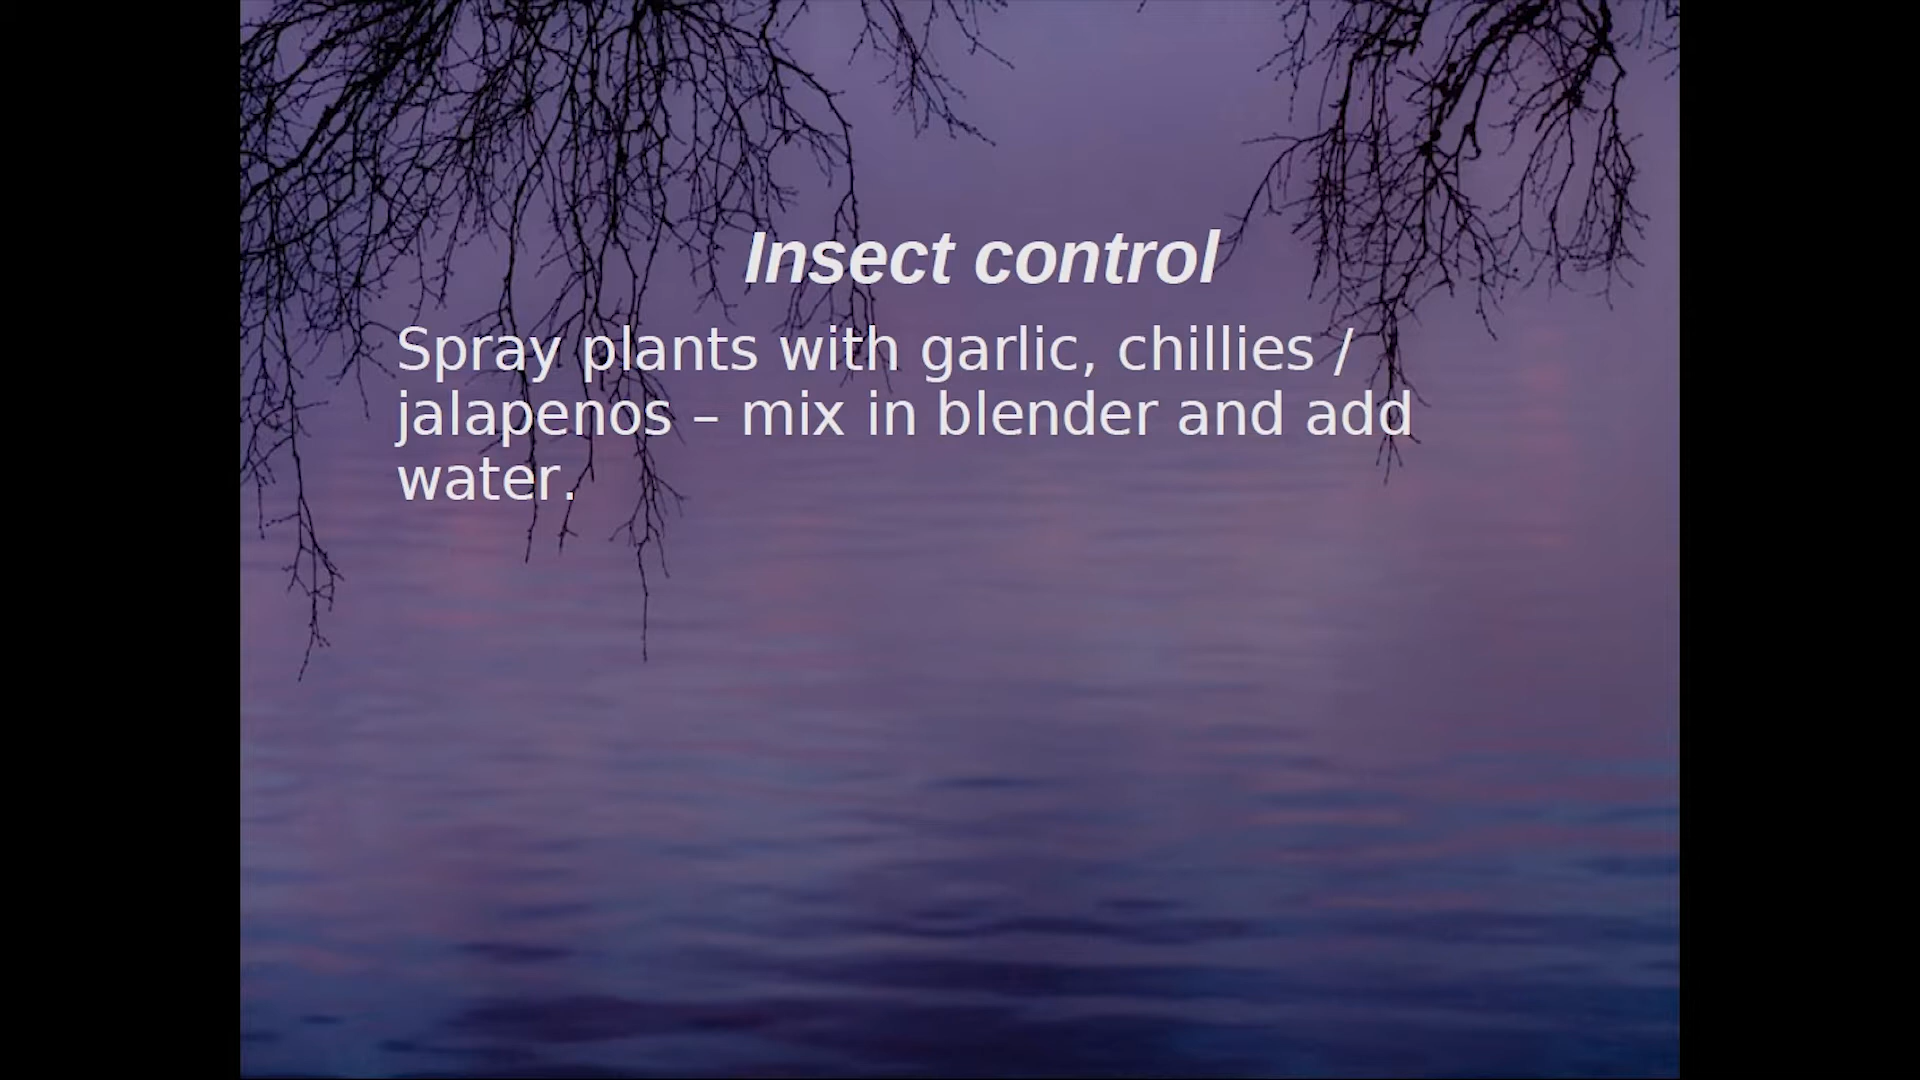 Insect control
Spray plants with garlic, chillies /
jalapenos – mix in blender and add
water.